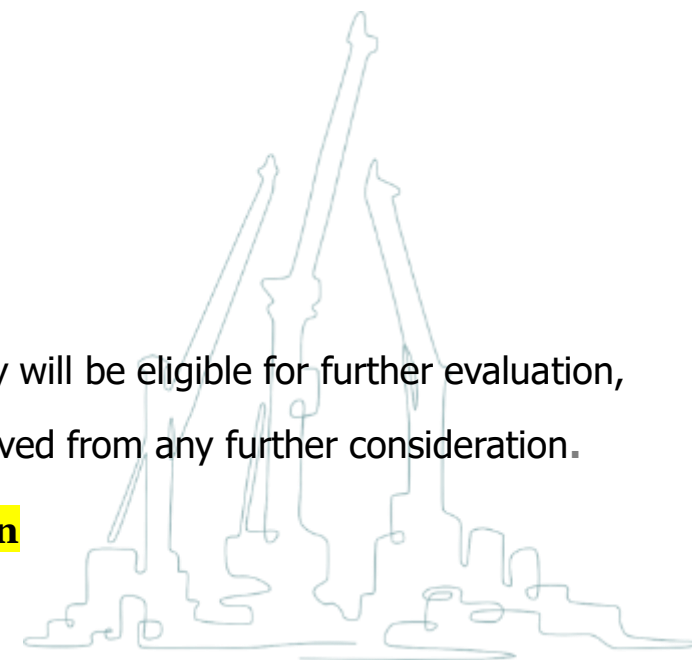 y will be eligible for further evaluation,
ved from any further consideration.
n